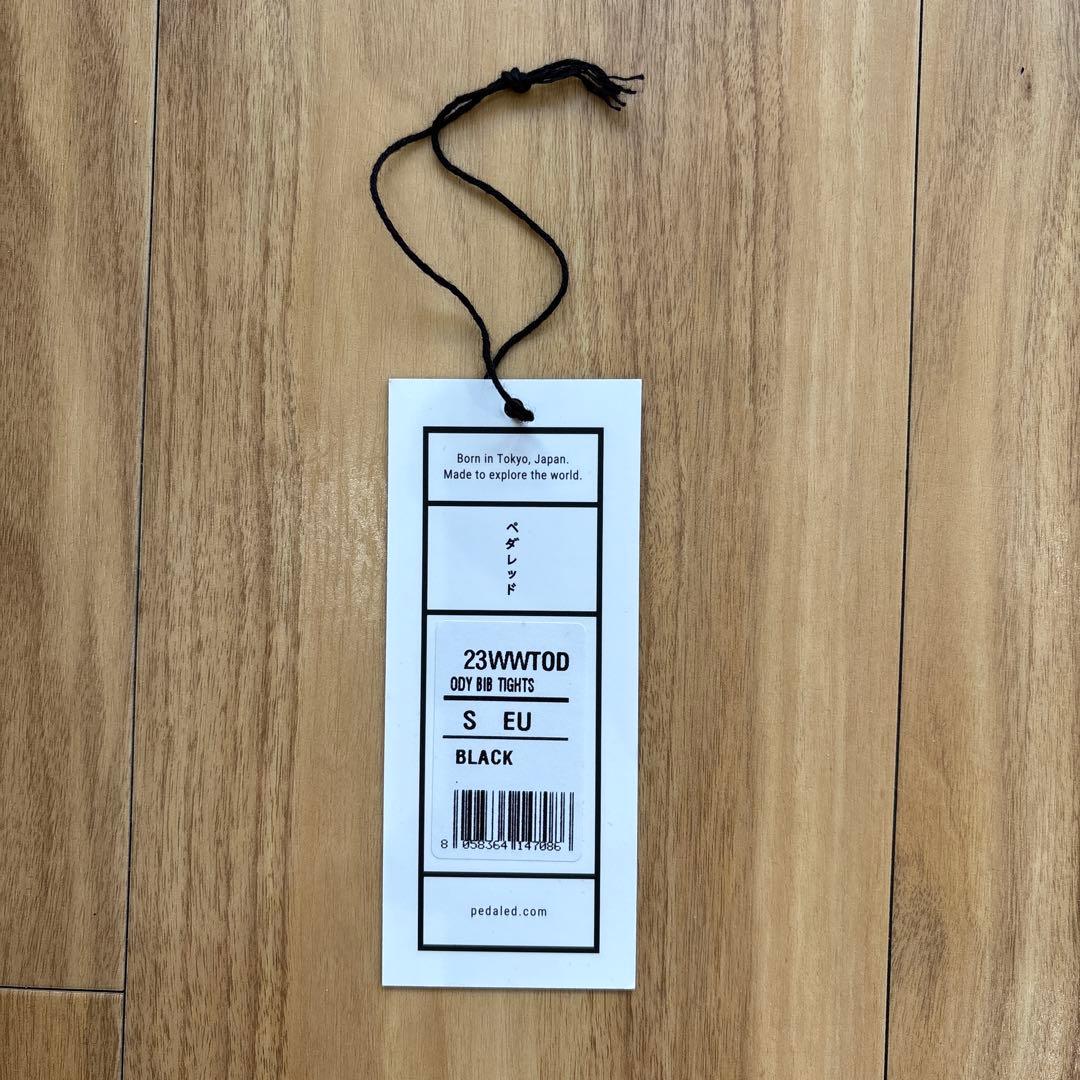 Born in Tokyo, Japan.
Made to explore the world.
ペダレッド
23WWTOD
ODY BIB TIGHTS
S EU
BLACK
8 058364 147086
pedaled.com